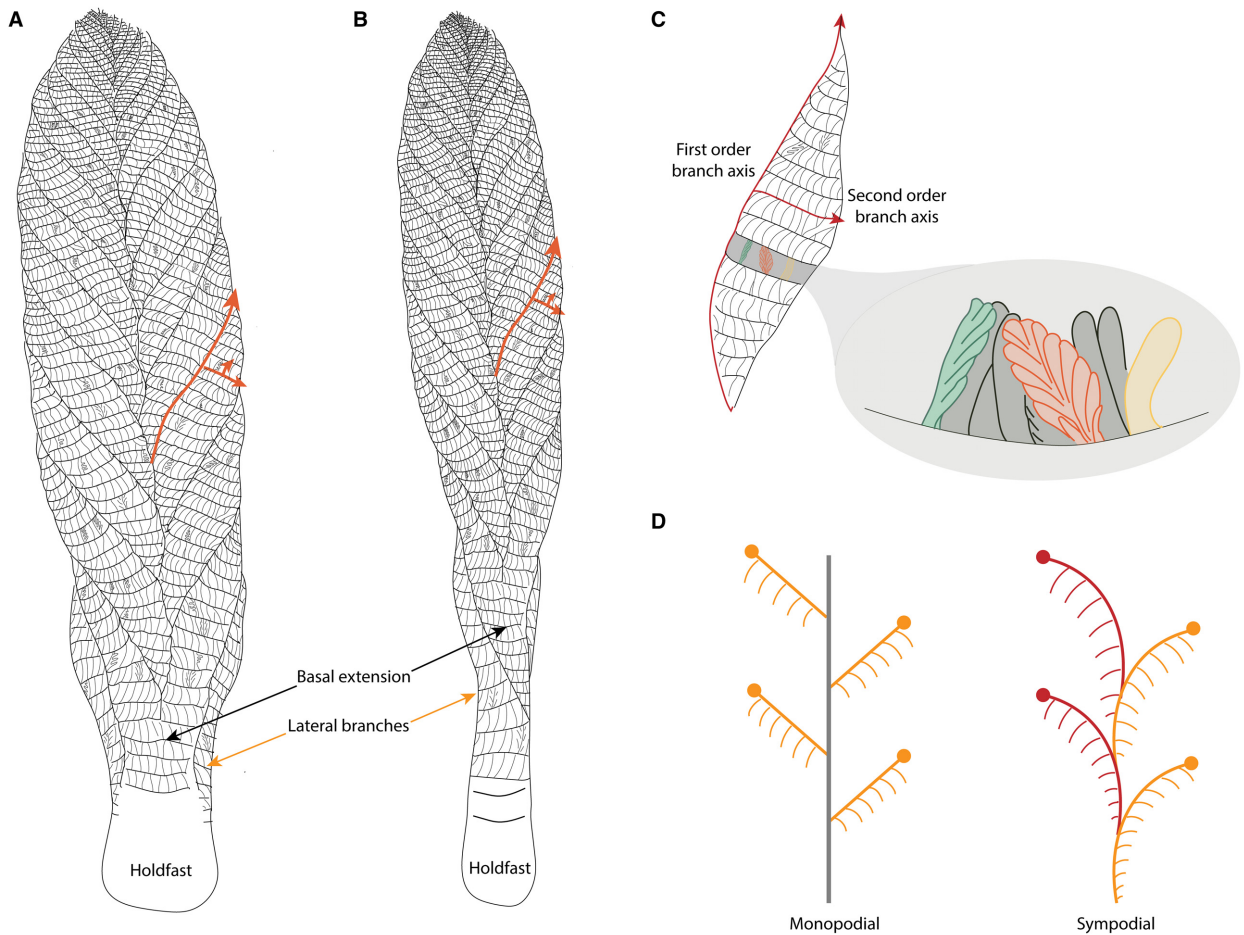 A
B
C
First order
branch axis
Second order
branch axis
D
Basal extension
Lateral branches
Holdfast
Holdfast
Monopodial
Sympodial